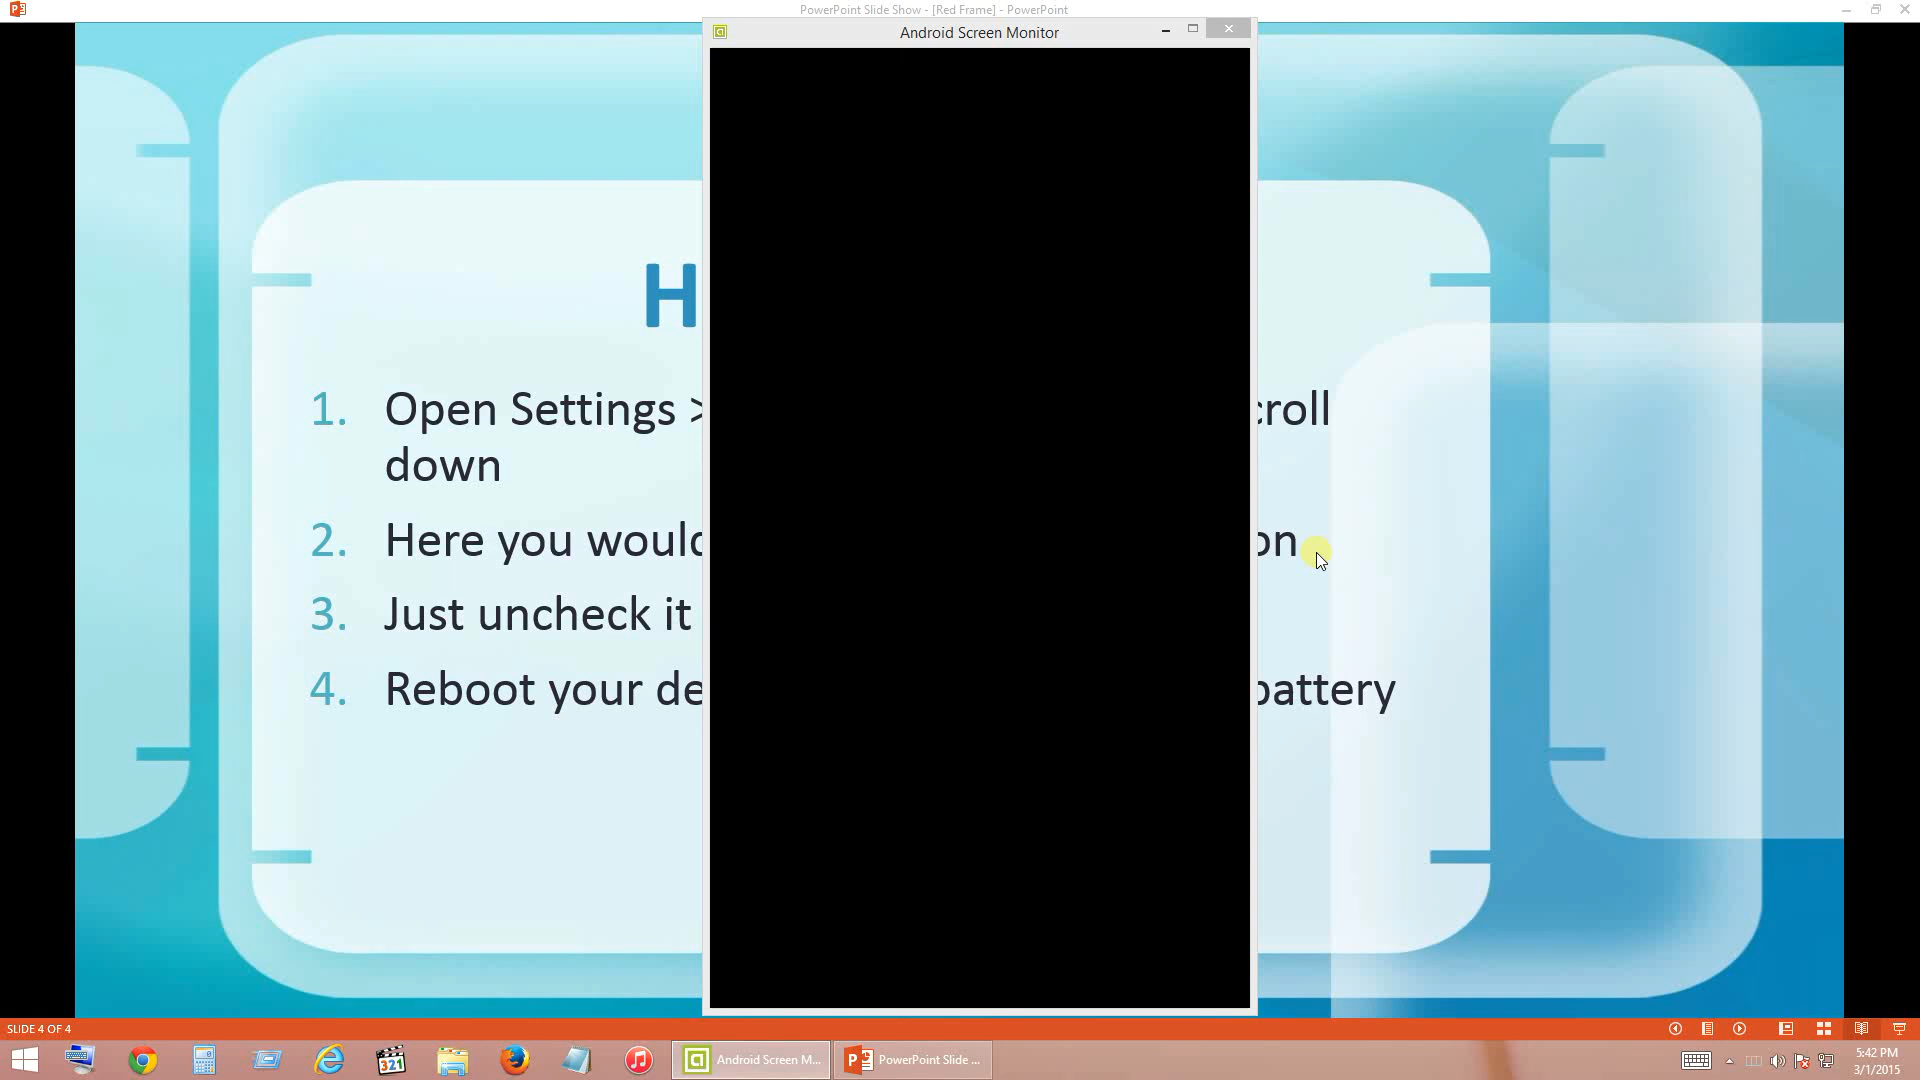 PowerPoint Slide Show - [Red Frame] - PowerPoint
Android Screen Monitor
H
1. Open Settings > croll
down
2. Here you would on
3. Just uncheck it
4. Reboot your de battery
SLIDE 4 OF 4
321
Android Screen M...
PowerPoint Slide ...
5:42 PM
3/1/2015